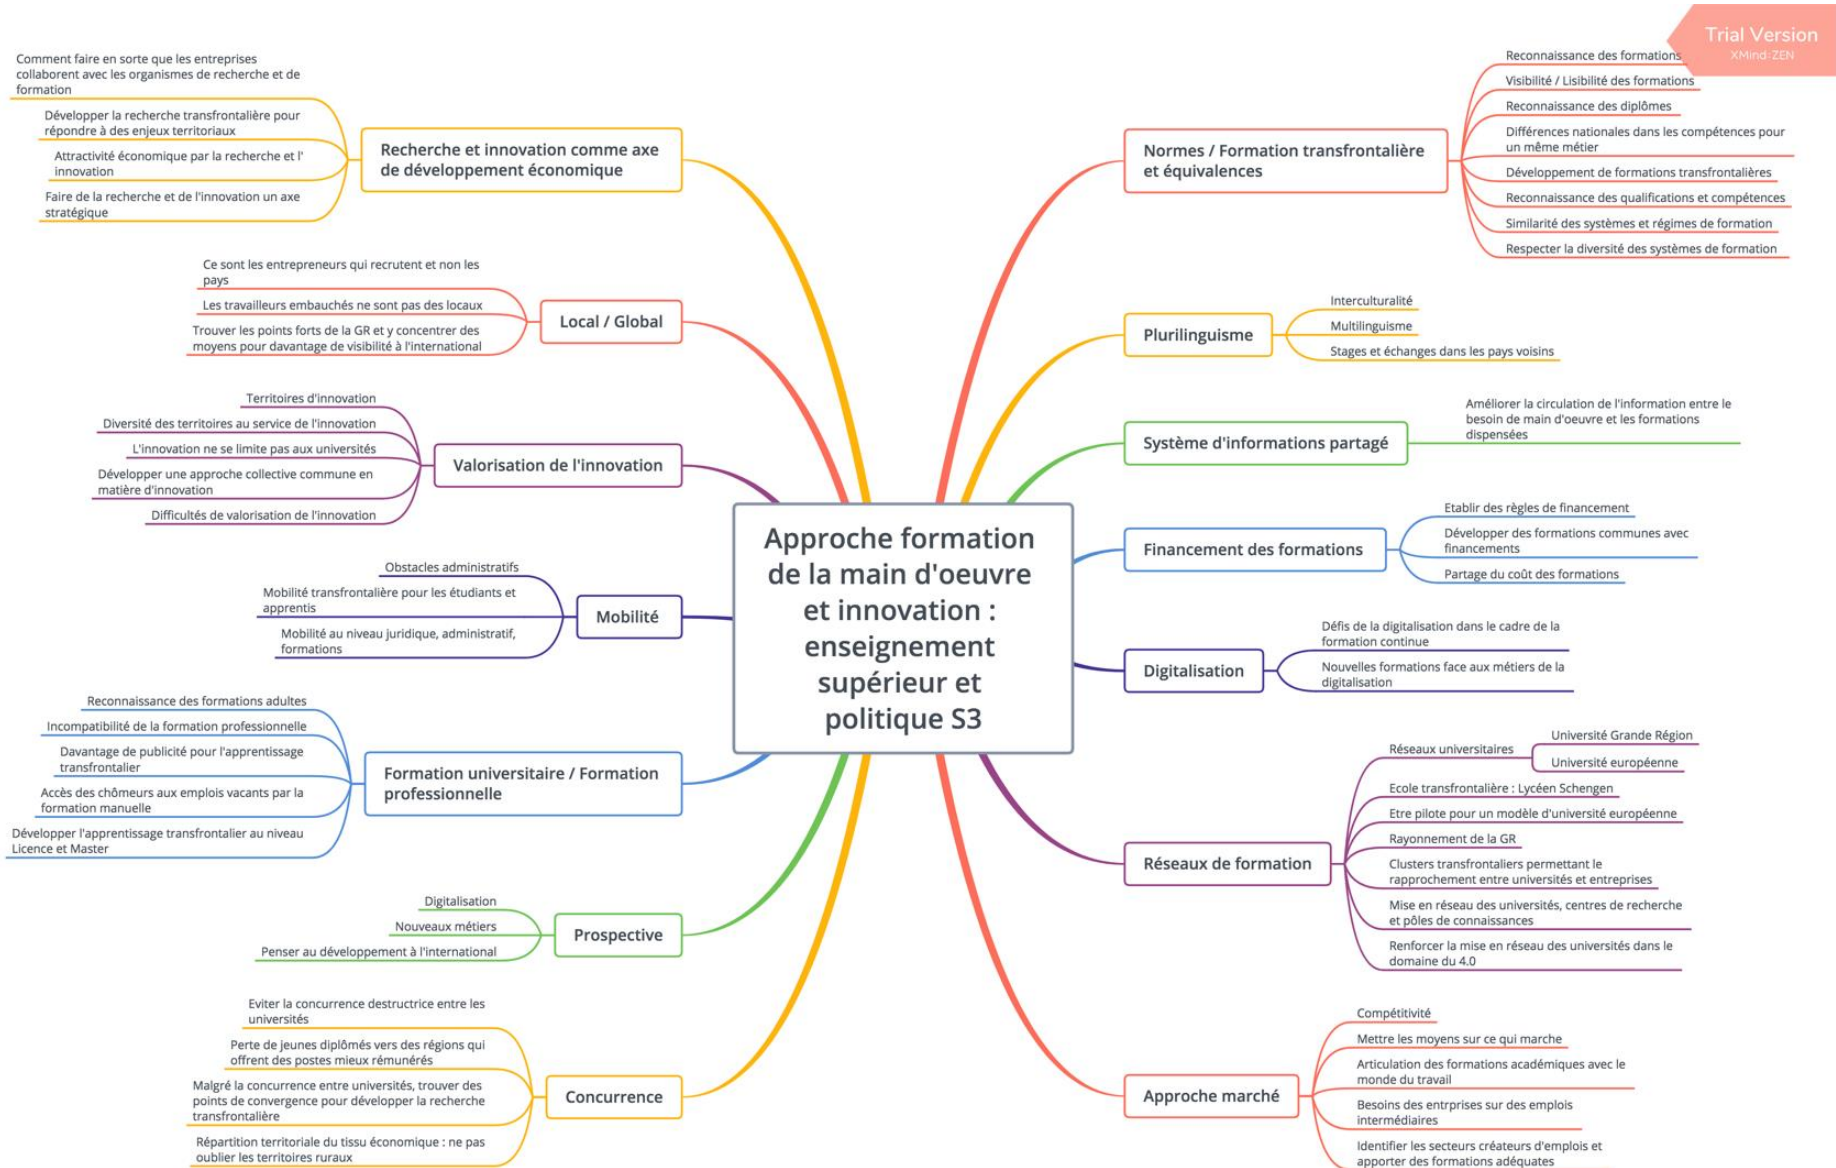 Trial Version
XMind:ZEN
Approche formation
de la main d'oeuvre
et innovation :
enseignement
supérieur et
politique S3
Normes / Formation transfrontalière
et équivalences
Reconnaissance des formations
Visibilité / Lisibilité des formations
Reconnaissance des diplômes
Différences nationales dans les compétences pour
un même métier
Développement de formations transfrontalières
Reconnaissance des qualifications et compétences
Similarité des systèmes et régimes de formation
Respecter la diversité des systèmes de formation
Plurilinguisme
Interculturalité
Multilinguisme
Stages et échanges dans les pays voisins
Système d'informations partagé
Améliorer la circulation de l'information entre le
besoin de main d'oeuvre et les formations
dispensées
Financement des formations
Etablir des règles de financement
Développer des formations communes avec
financements
Partage du coût des formations
Digitalisation
Défis de la digitalisation dans le cadre de la
formation continue
Nouvelles formations face aux métiers de la
digitalisation
Réseaux de formation
Réseaux universitaires
Université Grande Région
Université européenne
Ecole transfrontalière : Lycéen Schengen
Etre pilote pour un modèle d'université européenne
Rayonnement de la GR
Clusters transfrontaliers permettant le
rapprochement entre universités et entreprises
Mise en réseau des universités, centres de recherche
et pôles de connaissances
Renforcer la mise en réseau des universités dans le
domaine du 4.0
Approche marché
Compétitivité
Mettre les moyens sur ce qui marche
Articulation des formations académiques avec le
monde du travail
Besoins des entrprises sur des emplois
intermédiaires
Identifier les secteurs créateurs d'emplois et
apporter des formations adéquates
Recherche et innovation comme axe
de développement économique
Comment faire en sorte que les entreprises
collaborent avec les organismes de recherche et de
formation
Développer la recherche transfrontalière pour
répondre à des enjeux territoriaux
Attractivité économique par la recherche et l'
innovation
Faire de la recherche et de l'innovation un axe
stratégique
Local / Global
Ce sont les entrepreneurs qui recrutent et non les
pays
Les travailleurs embauchés ne sont pas des locaux
Trouver les points forts de la GR et y concentrer des
moyens pour davantage de visibilité à l'international
Valorisation de l'innovation
Territoires d'innovation
Diversité des territoires au service de l'innovation
L'innovation ne se limite pas aux universités
Développer une approche collective commune en
matière d'innovation
Difficultés de valorisation de l'innovation
Mobilité
Obstacles administratifs
Mobilité transfrontalière pour les étudiants et
apprentis
Mobilité au niveau juridique, administratif,
formations
Formation universitaire / Formation
professionnelle
Reconnaissance des formations adultes
Incompatibilité de la formation professionnelle
Davantage de publicité pour l'apprentissage
transfrontalier
Accès des chômeurs aux emplois vacants par la
formation manuelle
Développer l'apprentissage transfrontalier au niveau
Licence et Master
Prospective
Digitalisation
Nouveaux métiers
Penser au développement à l'international
Concurrence
Eviter la concurrence destructrice entre les
universités
Perte de jeunes diplômés vers des régions qui
offrent des postes mieux rémunérés
Malgré la concurrence entre universités, trouver des
points de convergence pour développer la recherche
transfrontalière
Répartition territoriale du tissu économique : ne pas
oublier les territoires ruraux